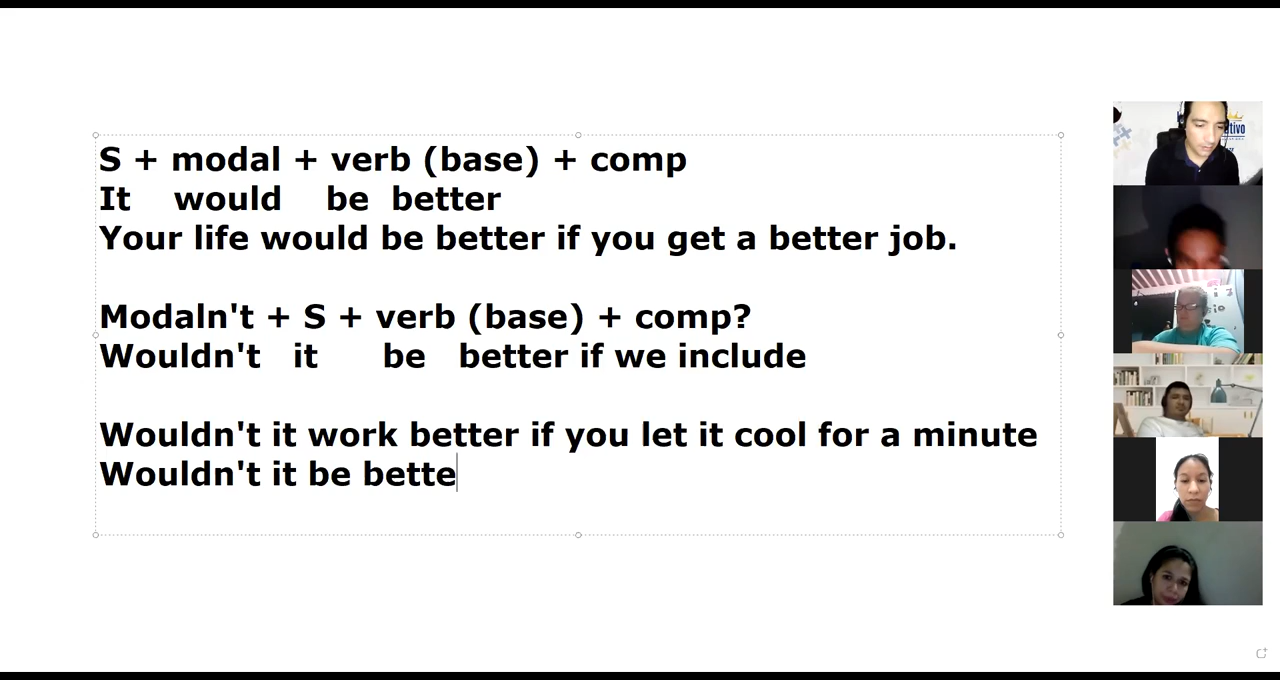 S + modal + verb (base) + comp
It would be better
Your life would be better if you get a better job.
Modaln't + S + verb (base) + comp?
Wouldn't it be better if we include
Wouldn't it work better if you let it cool for a minute
Wouldn't it be bette